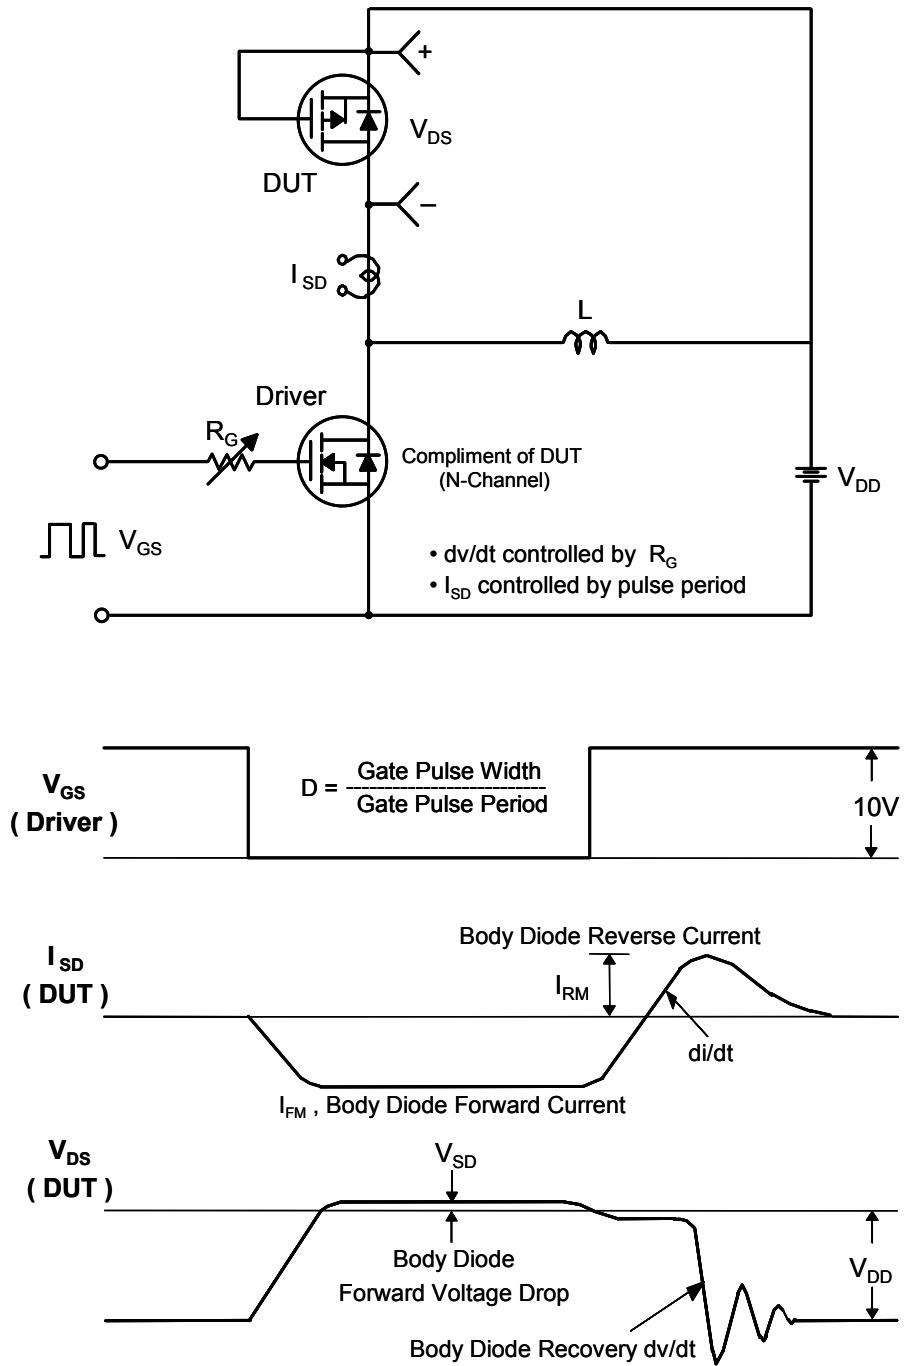 +
V_DS
DUT
–
I_SD
L
Driver
R_G
Compliment of DUT
(N-Channel)
V_DD
V_GS
• dv/dt controlled by R_G
• I_SD controlled by pulse period
V_GS
( Driver )
D = Gate Pulse Width
Gate Pulse Period
10V
I_SD
( DUT )
Body Diode Reverse Current
I_RM
di/dt
I_FM , Body Diode Forward Current
V_DS
( DUT )
V_SD
Body Diode
Forward Voltage Drop
V_DD
Body Diode Recovery dv/dt